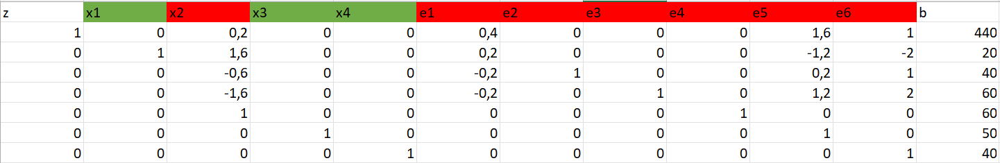 z x1 x2 x3 x4 e1 e2 e3 e4 e5 e6 b
1 0 0,2 0 0 0,4 0 0 0 1,6 1 440
0 1 1,6 0 0 0,2 0 0 0 -1,2 -2 20
0 0 -0,6 0 0 -0,2 1 0 0 0,2 1 40
0 0 -1,6 0 0 -0,2 0 1 0 1,2 2 60
0 0 1 0 0 0 0 0 1 0 0 60
0 0 0 1 0 0 0 0 0 1 0 50
0 0 0 0 1 0 0 0 0 0 1 40